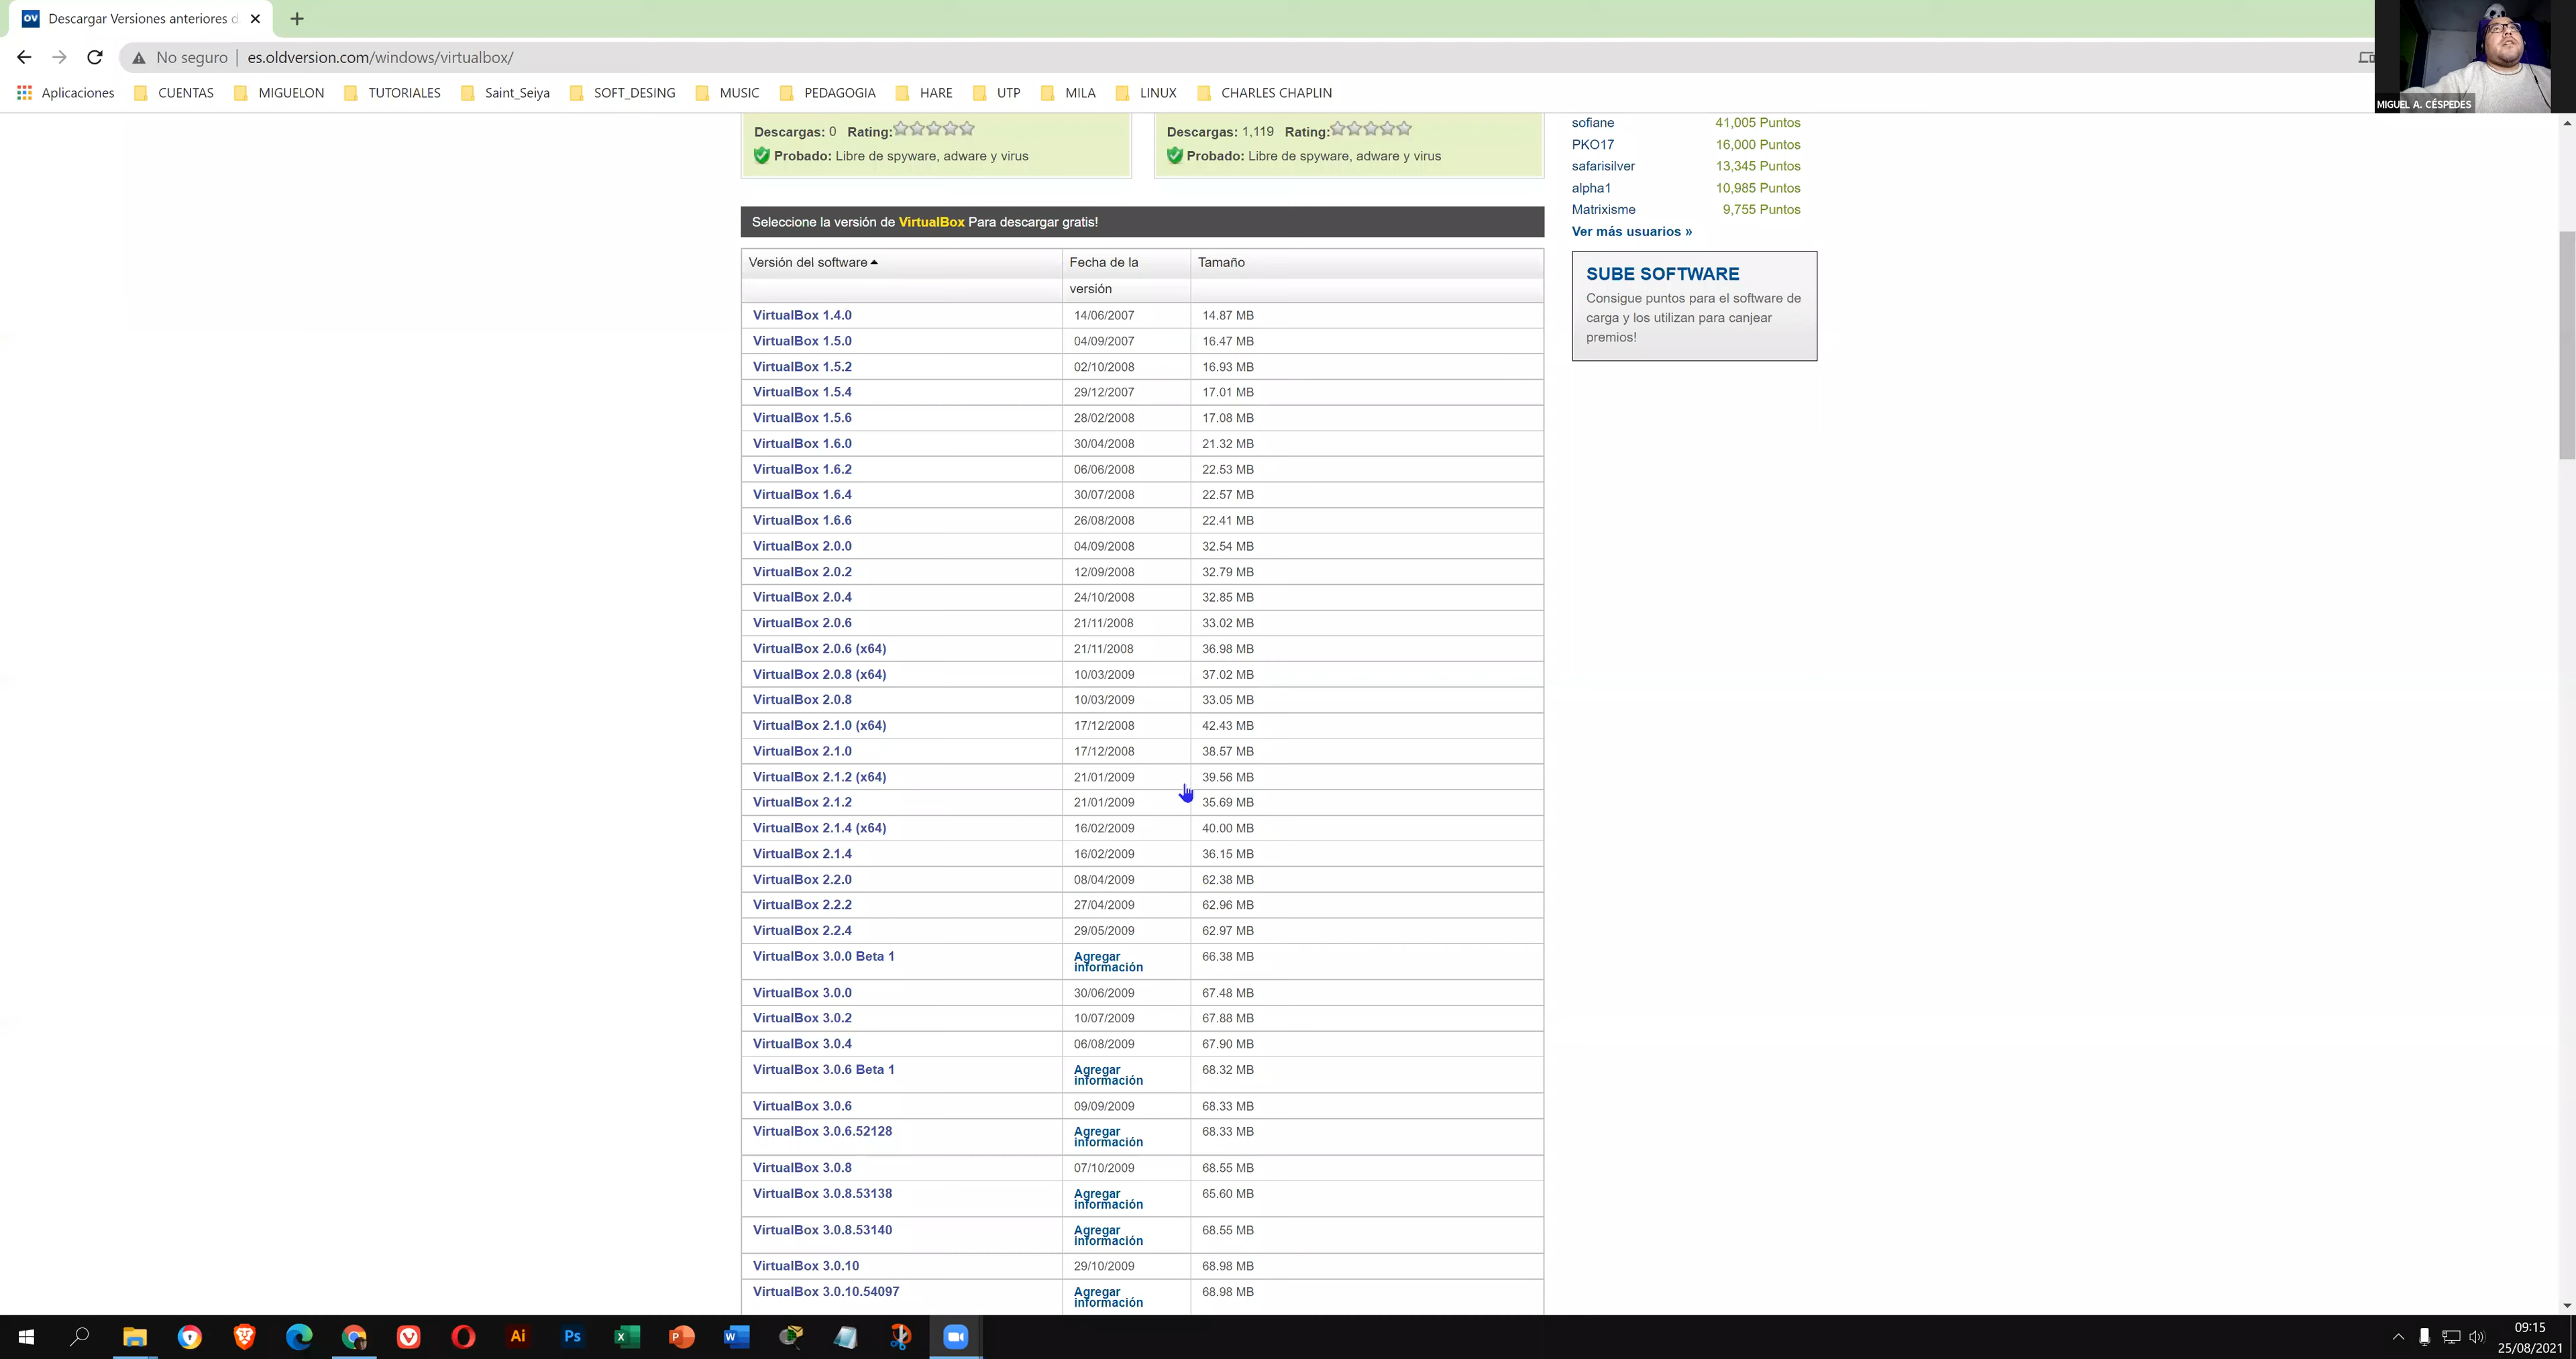 OV Descargar Versiones anteriores d
No seguro | es.oldversion.com/windows/virtualbox/
Aplicaciones CUENTAS MIGUELON TUTORIALES Saint_Seiya SOFT_DESING MUSIC PEDAGOGIA HARE UTP MILA LINUX CHARLES CHAPLIN
MIGUEL A. CÉSPEDES
Descargas: 0 Rating:
Probado: Libre de spyware, adware y virus
Descargas: 1,119 Rating:
Probado: Libre de spyware, adware y virus
sofiane 41,005 Puntos
PKO17 16,000 Puntos
safarisilver 13,345 Puntos
alpha1 10,985 Puntos
Matrixisme 9,755 Puntos
Ver más usuarios »
SUBE SOFTWARE
Consigue puntos para el software de
carga y los utilizan para canjear
premios!
Seleccione la versión de VirtualBox Para descargar gratis!
Versión del software Fecha de la Tamaño
versión
VirtualBox 1.4.0 14/06/2007 14.87 MB
VirtualBox 1.5.0 04/09/2007 16.47 MB
VirtualBox 1.5.2 02/10/2008 16.93 MB
VirtualBox 1.5.4 29/12/2007 17.01 MB
VirtualBox 1.5.6 28/02/2008 17.08 MB
VirtualBox 1.6.0 30/04/2008 21.32 MB
VirtualBox 1.6.2 06/06/2008 22.53 MB
VirtualBox 1.6.4 30/07/2008 22.57 MB
VirtualBox 1.6.6 26/08/2008 22.41 MB
VirtualBox 2.0.0 04/09/2008 32.54 MB
VirtualBox 2.0.2 12/09/2008 32.79 MB
VirtualBox 2.0.4 24/10/2008 32.85 MB
VirtualBox 2.0.6 21/11/2008 33.02 MB
VirtualBox 2.0.6 (x64) 21/11/2008 36.98 MB
VirtualBox 2.0.8 (x64) 10/03/2009 37.02 MB
VirtualBox 2.0.8 10/03/2009 33.05 MB
VirtualBox 2.1.0 (x64) 17/12/2008 42.43 MB
VirtualBox 2.1.0 17/12/2008 38.57 MB
VirtualBox 2.1.2 (x64) 21/01/2009 39.56 MB
VirtualBox 2.1.2 21/01/2009 35.69 MB
VirtualBox 2.1.4 (x64) 16/02/2009 40.00 MB
VirtualBox 2.1.4 16/02/2009 36.15 MB
VirtualBox 2.2.0 08/04/2009 62.38 MB
VirtualBox 2.2.2 27/04/2009 62.96 MB
VirtualBox 2.2.4 29/05/2009 62.97 MB
VirtualBox 3.0.0 Beta 1 Agregar 66.38 MB
información
VirtualBox 3.0.0 30/06/2009 67.48 MB
VirtualBox 3.0.2 10/07/2009 67.88 MB
VirtualBox 3.0.4 06/08/2009 67.90 MB
VirtualBox 3.0.6 Beta 1 Agregar 68.32 MB
información
VirtualBox 3.0.6 09/09/2009 68.33 MB
VirtualBox 3.0.6.52128 Agregar 68.33 MB
información
VirtualBox 3.0.8 07/10/2009 68.55 MB
VirtualBox 3.0.8.53138 Agregar 65.60 MB
información
VirtualBox 3.0.8.53140 Agregar 68.55 MB
información
VirtualBox 3.0.10 29/10/2009 68.98 MB
VirtualBox 3.0.10.54097 Agregar 68.98 MB
información
Ai Ps
09:15
25/08/2021